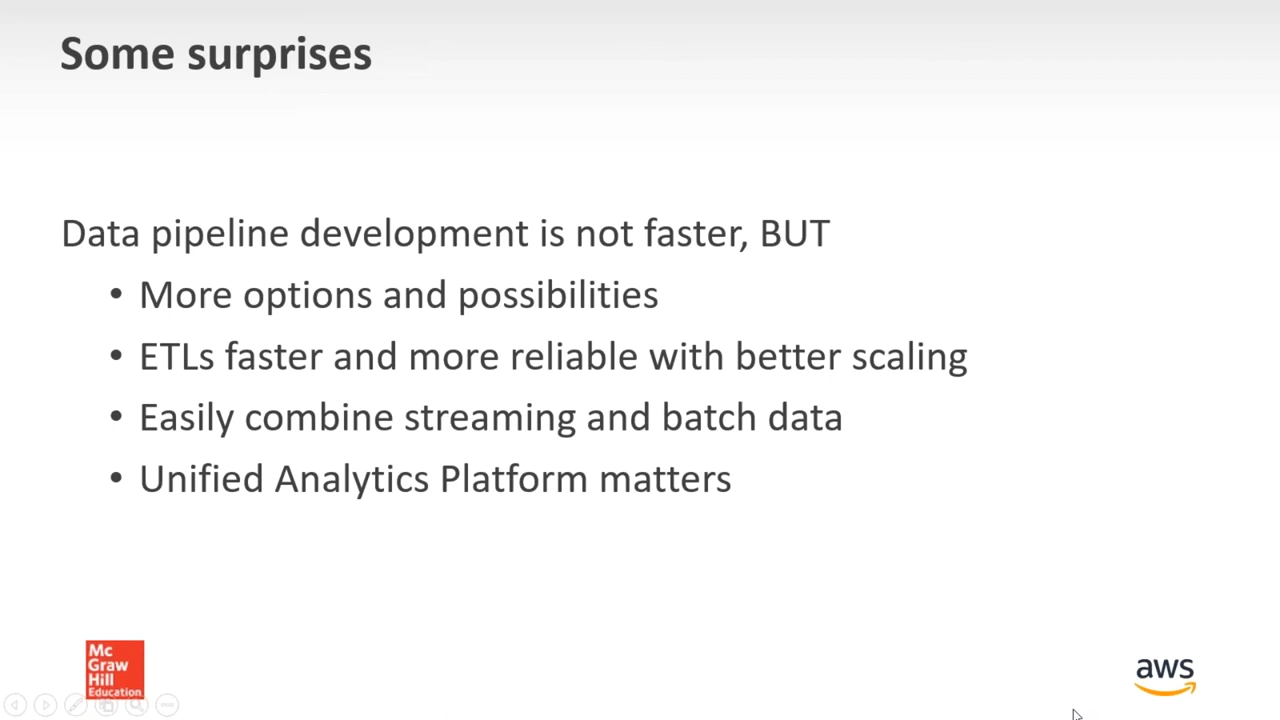 Some surprises
Data pipeline development is not faster, BUT
• More options and possibilities
• ETLs faster and more reliable with better scaling
• Easily combine streaming and batch data
• Unified Analytics Platform matters
Mc
Graw
Hill
Education
aws